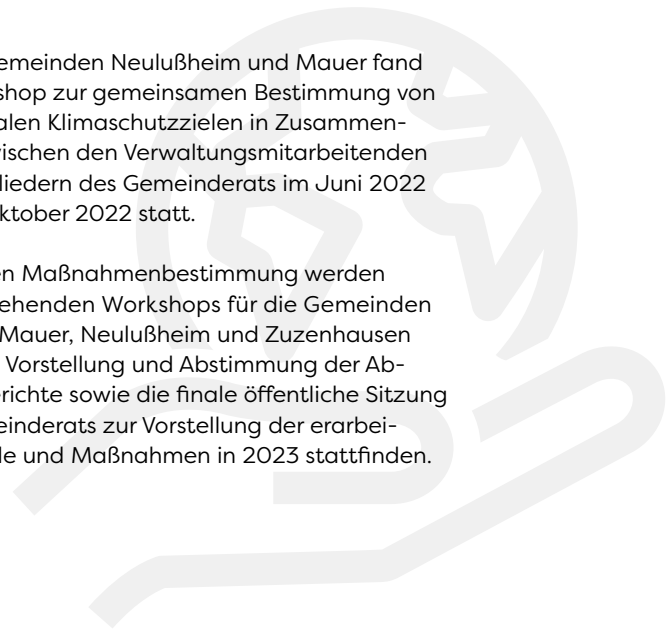 emeinden Neulußheim und Mauer fand
shop zur gemeinsamen Bestimmung von
alen Klimaschutzzielen in Zusammen-
vischen den Verwaltungsmitarbeitenden
liedern des Gemeinderats im Juni 2022
ktober 2022 statt.
en Maßnahmenbestimmung werden
ehenden Workshops für die Gemeinden
Mauer, Neulußheim und Zuzenhausen
Vorstellung und Abstimmung der Ab-
richte sowie die finale öffentliche Sitzung
einderats zur Vorstellung der erarbei-
le und Maßnahmen in 2023 stattfinden.